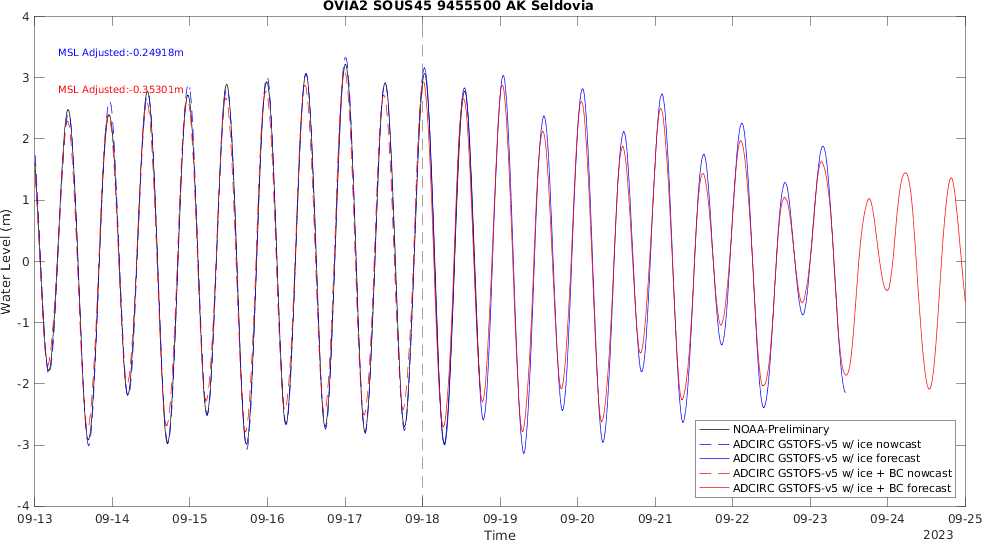 OVIA2 SOUS45 9455500 AK Seldovia
MSL Adjusted:-0.24918m
MSL Adjusted:-0.35301m
Water Level (m)
4
3
2
1
0
-1
-2
-3
-4
NOAA-Preliminary
ADCIRC GSTOFS-v5 w/ ice nowcast
ADCIRC GSTOFS-v5 w/ ice forecast
ADCIRC GSTOFS-v5 w/ ice + BC nowcast
ADCIRC GSTOFS-v5 w/ ice + BC forecast
09-13 09-14 09-15 09-16 09-17 09-18 09-19 09-20 09-21 09-22 09-23 09-24 09-25
Time
2023